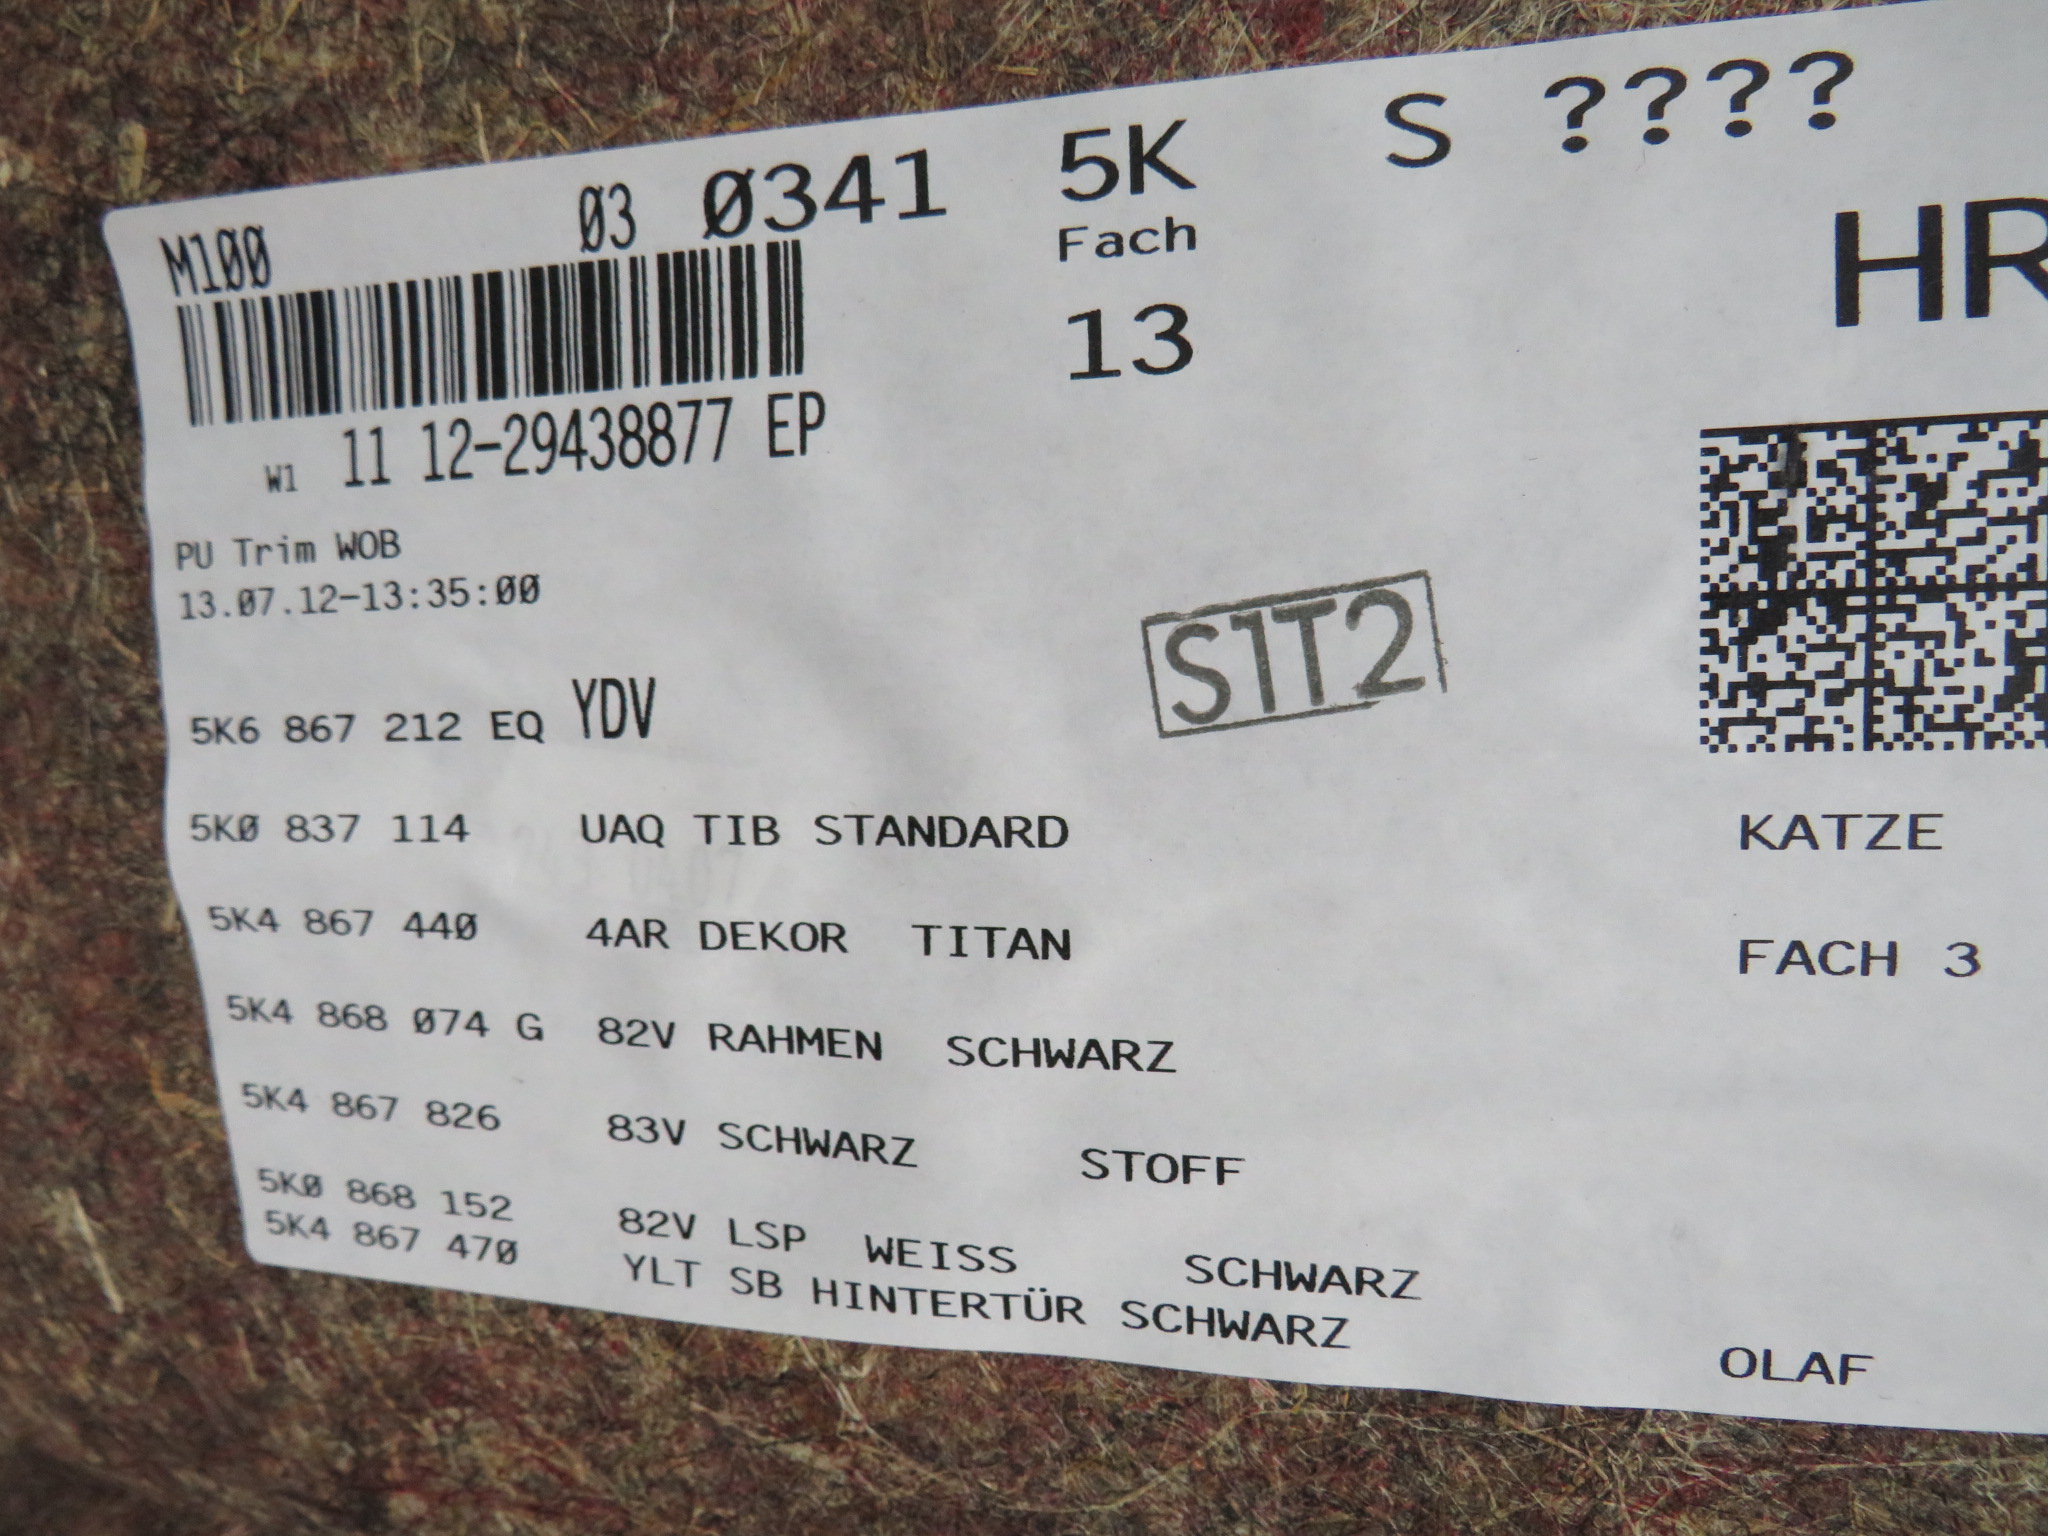 M100 03 0341 5K S ????
Fach
HR
13
W1 11 12-29438877 EP
PU Trim WOB
13.07.12-13:35:00
S1T2
5K6 867 212 EQ YDV
5K0 837 114 UAQ TIB STANDARD KATZE
5K4 867 440 4AR DEKOR TITAN FACH 3
5K4 868 074 G 82V RAHMEN SCHWARZ
5K4 867 826 83V SCHWARZ STOFF
5K0 868 152 82V LSP WEISS SCHWARZ
5K4 867 470 YLT SB HINTERTÜR SCHWARZ
OLAF